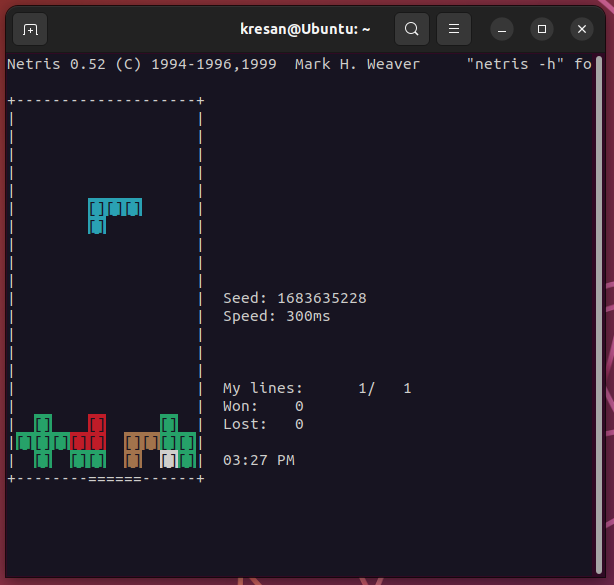 kresan@Ubuntu: ~
Netris 0.52 (C) 1994-1996,1999  Mark H. Weaver     "netris -h" fo
Seed: 1683635228
Speed: 300ms
My lines:      1/   1
Won:    0
Lost:   0
03:27 PM